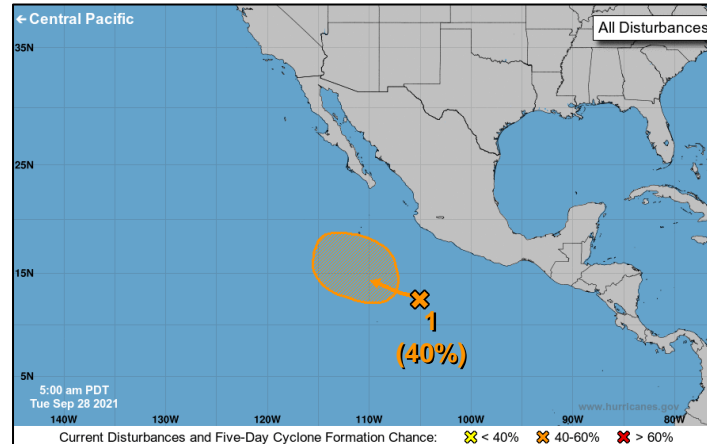 ← Central Pacific
All Disturbances
35N
25N
15N
5N
1
(40%)
5:00 am PDT
Tue Sep 28 2021
www.hurricanes.gov
140W 130W 120W 110W 100W 90W 80W
Current Disturbances and Five-Day Cyclone Formation Chance: < 40% 40-60% > 60%